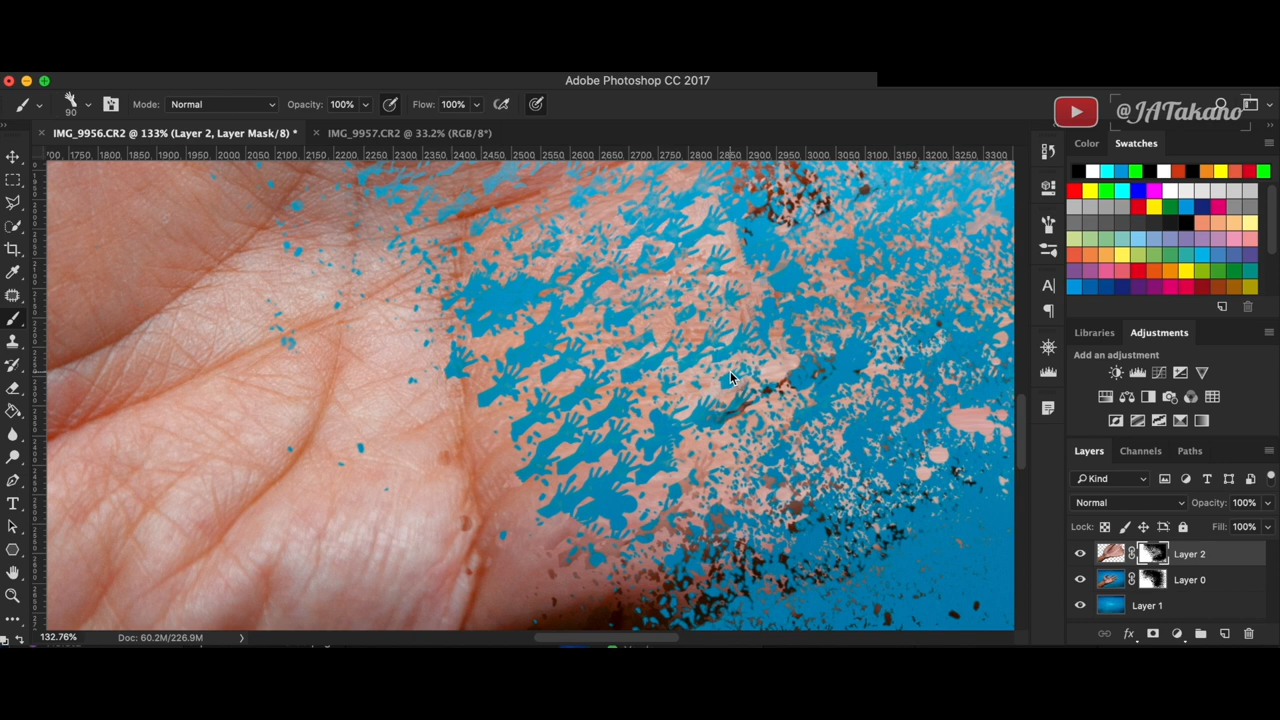 Adobe Photoshop CC 2017
90 Mode: Normal Opacity: 100% Flow: 100%
@JATakano
IMG_9956.CR2 @ 133% (Layer 2, Layer Mask/8) * IMG_9957.CR2 @ 33.2% (RGB/8*)
1750 1800 1850 1900 1950 2000 2050 2100 2150 2200 2250 2300 2350 2400 2450 2500 2550 2600 2650 2700 2750 2800 2850 2900 2950 3000 3050 3100 3150 3200 3250 3300
Color Swatches
Libraries Adjustments
Add an adjustment
Layers Channels Paths
Kind
Normal Opacity: 100%
Lock: Fill: 100%
Layer 2
Layer 0
Layer 1
132.76% Doc: 60.2M/226.9M